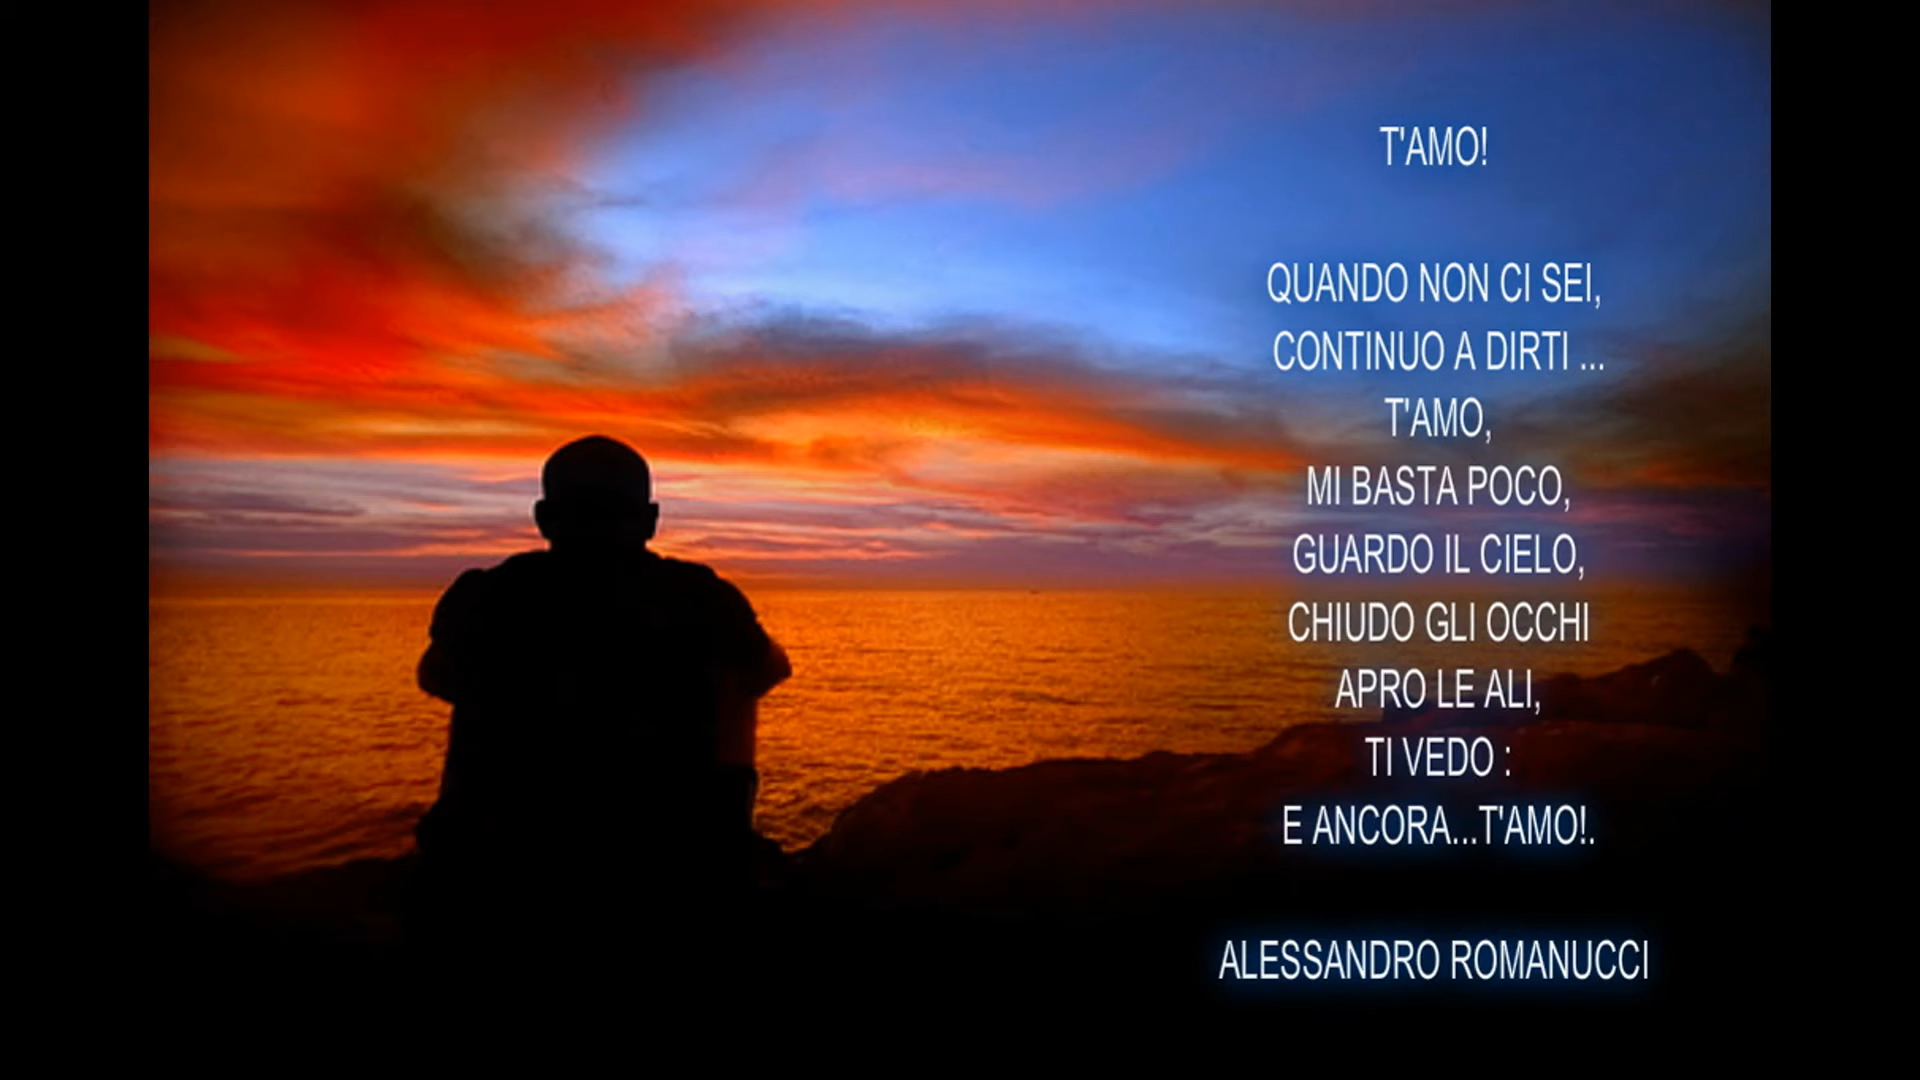 T'AMO!
QUANDO NON CI SEI,
CONTINUO A DIRTI ...
T'AMO,
MI BASTA POCO,
GUARDO IL CIELO,
CHIUDO GLI OCCHI
APRO LE ALI,
TI VEDO :
E ANCORA...T'AMO!.
ALESSANDRO ROMANUCCI